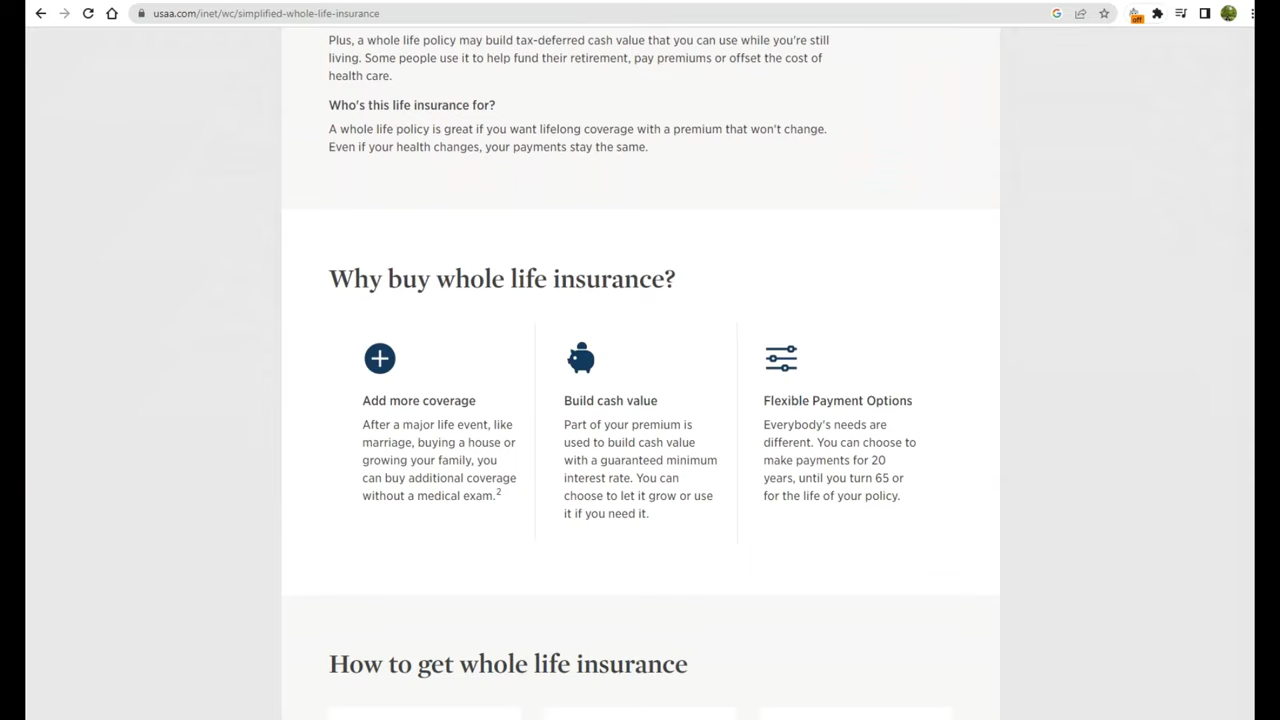 usaa.com/inet/wc/simplified-whole-life-insurance
off
Plus, a whole life policy may build tax-deferred cash value that you can use while you're still
living. Some people use it to help fund their retirement, pay premiums or offset the cost of
health care.
Who's this life insurance for?
A whole life policy is great if you want lifelong coverage with a premium that won't change.
Even if your health changes, your payments stay the same.
Why buy whole life insurance?
Add more coverage
After a major life event, like
marriage, buying a house or
growing your family, you
can buy additional coverage
without a medical exam.2
Build cash value
Part of your premium is
used to build cash value
with a guaranteed minimum
interest rate. You can
choose to let it grow or use
it if you need it.
Flexible Payment Options
Everybody's needs are
different. You can choose to
make payments for 20
years, until you turn 65 or
for the life of your policy.
How to get whole life insurance